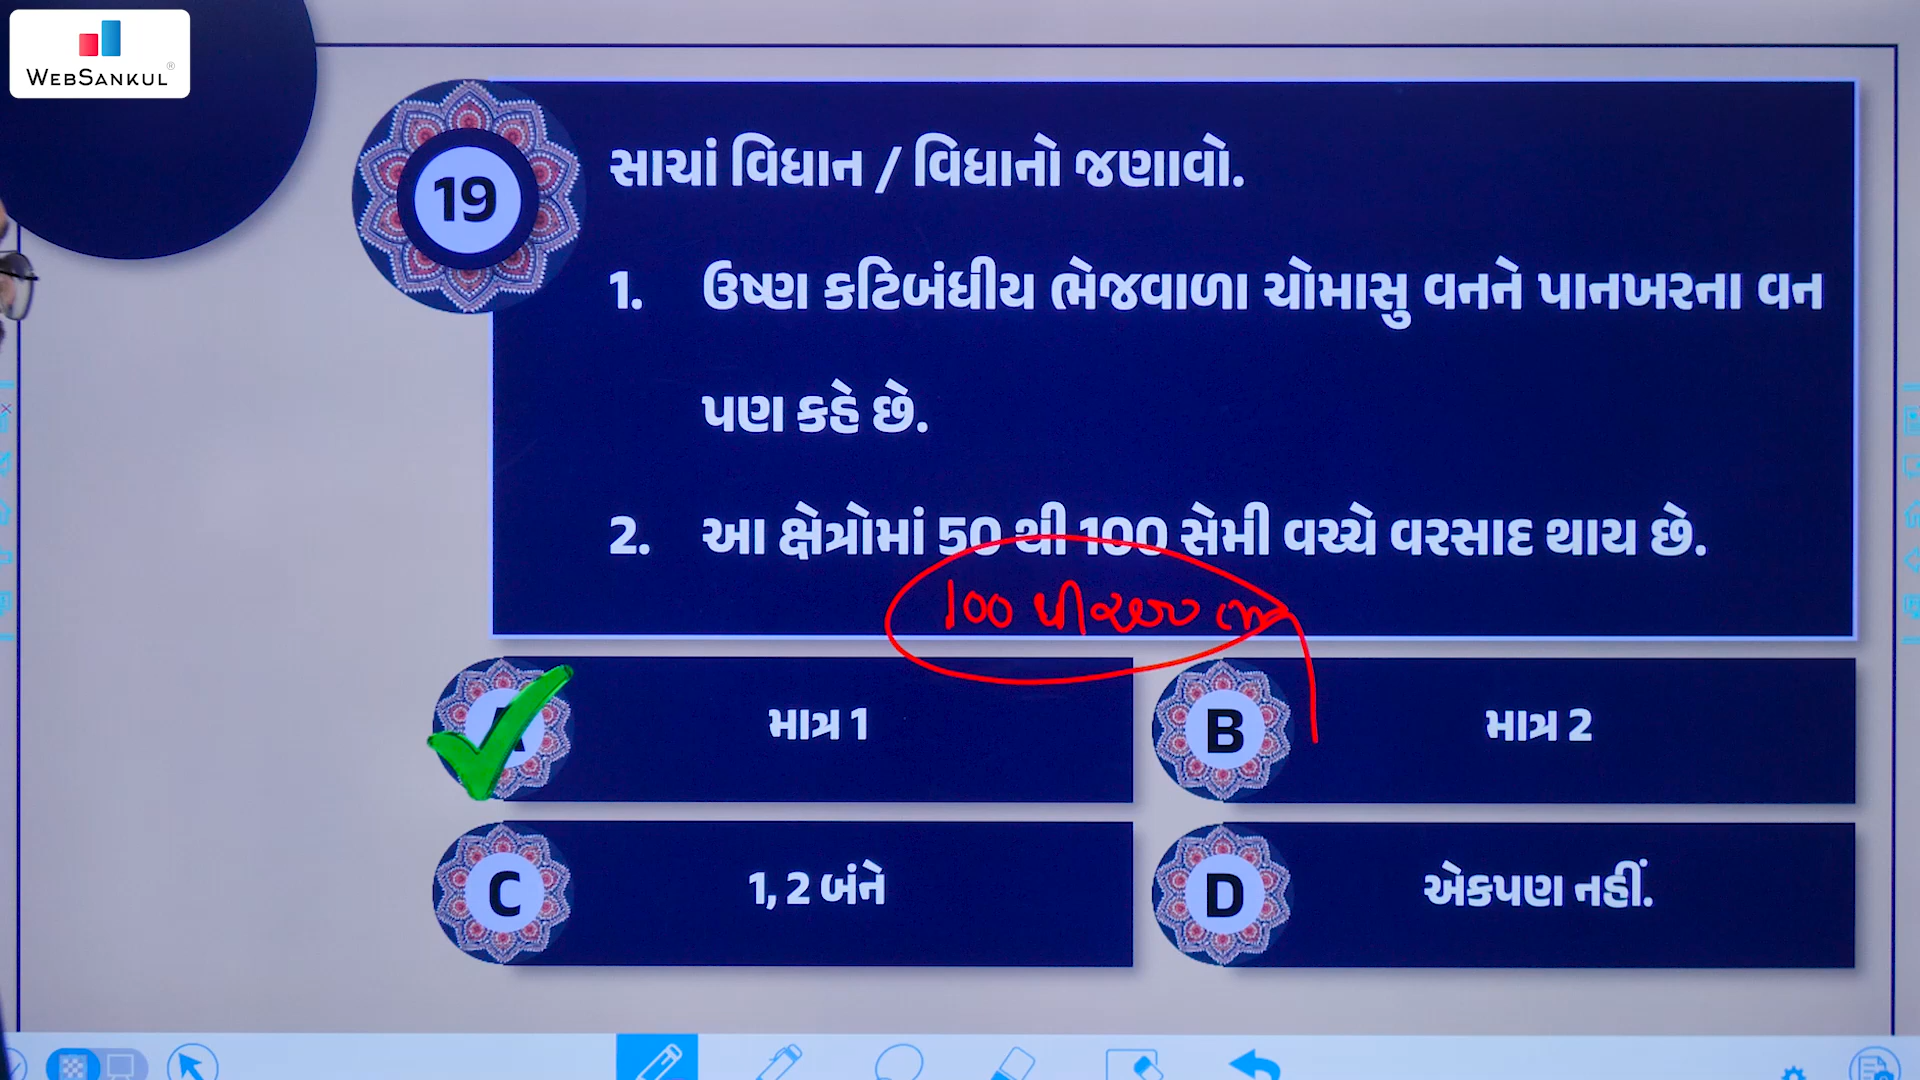 WEBSANKUL®
19
સાચાં વિધાન / વિધાનો જણાવો.
1. ઉષ્ણ કટિબંધીય ભેજવાળા ચોમાસુ વનને પાનખરના વન
પણ કહે છે.
2. આ ક્ષેત્રોમાં 50 થી 100 સેમી વચ્ચે વરસાદ થાય છે.
100 થી 200
A માત્ર 1
B માત્ર 2
C 1, 2 બંને
D એકપણ નહીં.